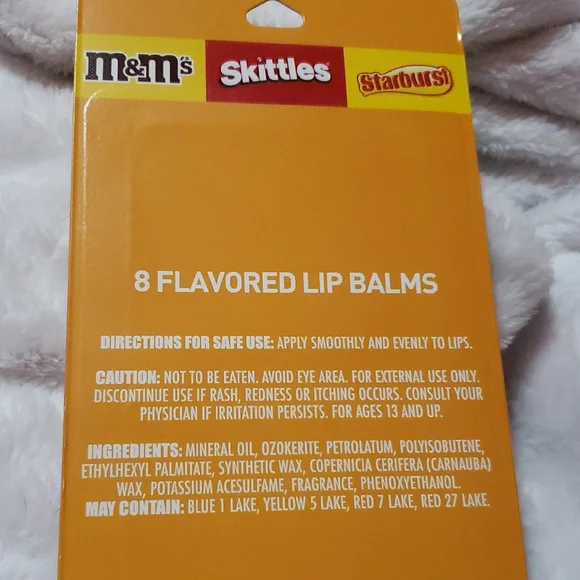 m&m's Skittles Starburst
8 FLAVORED LIP BALMS
DIRECTIONS FOR SAFE USE: APPLY SMOOTHLY AND EVENLY TO LIPS.
CAUTION: NOT TO BE EATEN. AVOID EYE AREA. FOR EXTERNAL USE ONLY.
DISCONTINUE USE IF RASH, REDNESS OR ITCHING OCCURS. CONSULT YOUR
PHYSICIAN IF IRRITATION PERSISTS. FOR AGES 13 AND UP.
INGREDIENTS: MINERAL OIL, OZOKERITE, PETROLATUM, POLYISOBUTENE,
ETHYLHEXYL PALMITATE, SYNTHETIC WAX, COPERNICIA CERIFERA (CARNAUBA)
WAX, POTASSIUM ACESULFAME, FRAGRANCE, PHENOXYETHANOL.
MAY CONTAIN: BLUE 1 LAKE, YELLOW 5 LAKE, RED 7 LAKE, RED 27 LAKE.